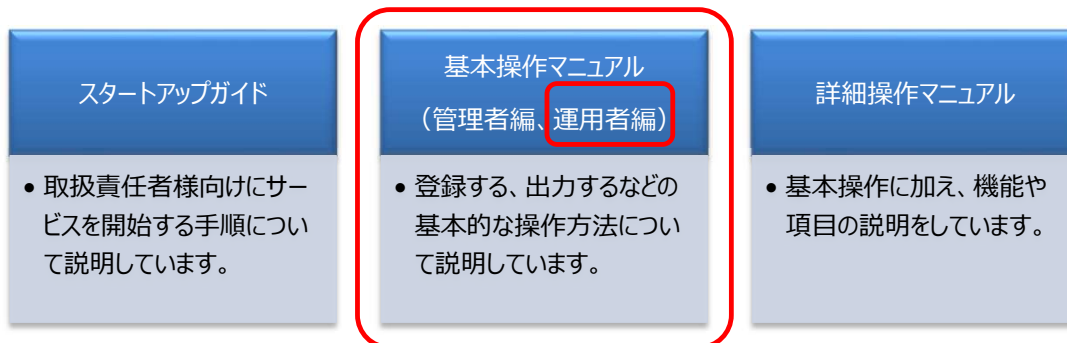 スタートアップガイド
• 取扱責任者様向けにサー
ビスを開始する手順につい
て説明しています。
基本操作マニュアル
（管理者編、運用者編）
• 登録する、出力するなどの
基本的な操作方法につい
て説明しています。
詳細操作マニュアル
• 基本操作に加え、機能や
項目の説明をしています。